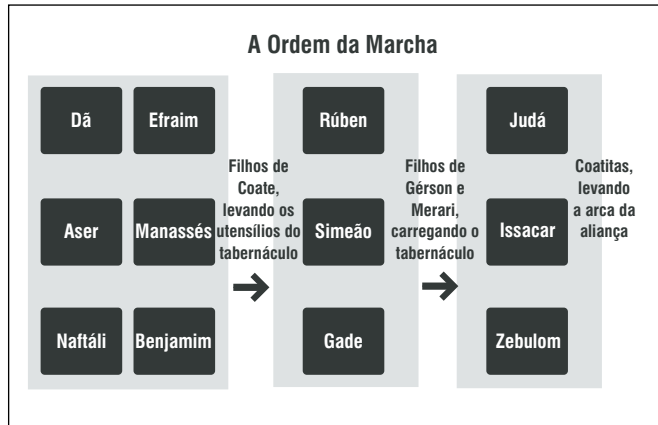 A Ordem da Marcha
Dã
Efraim
Rúben
Judá
Filhos de
Coate,
levando os
utensílios do
tabernáculo
Filhos de
Gérson e
Merari,
carregando o
tabernáculo
Coatitas,
levando
a arca da
aliança
Aser
Manassés
Simeão
Issacar
Naftáli
Benjamim
Gade
Zebulom